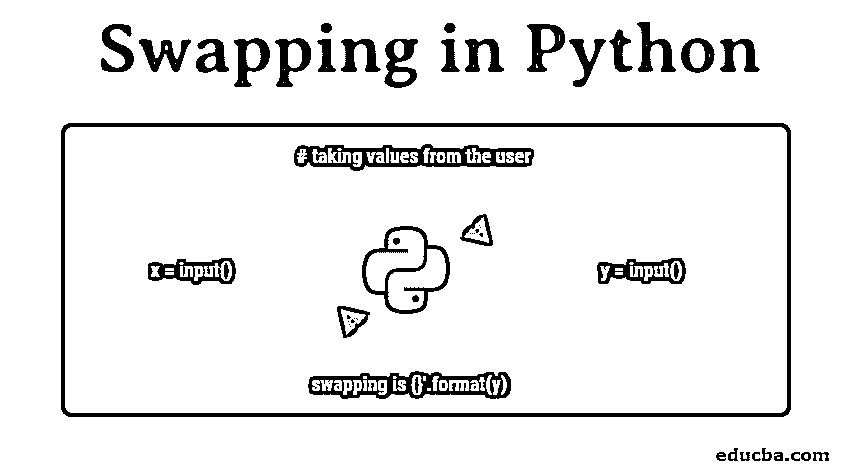 Swapping in Python
# taking values from the user
x = input()
y = input()
swapping is {}'.format(y)
educba.com